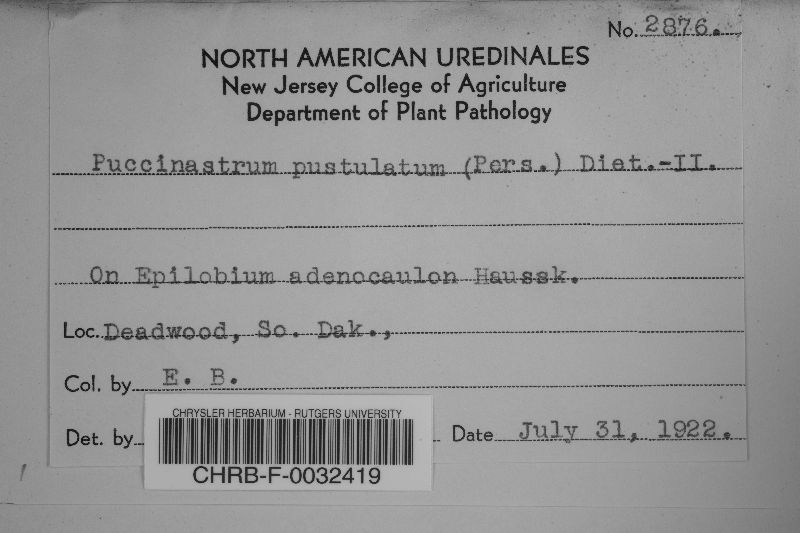 No. 2876.
NORTH AMERICAN UREDINALES
New Jersey College of Agriculture
Department of Plant Pathology
Puccinastrum pustulatum (Pers.) Diet.-II.
On Epilobium adenocaulon Haussk.
Loc. Deadwood, So. Dak.,
Col. by E. B.
Det. by
Date July 31, 1922.
CHRYSLER HERBARIUM - RUTGERS UNIVERSITY
CHRB-F-0032419